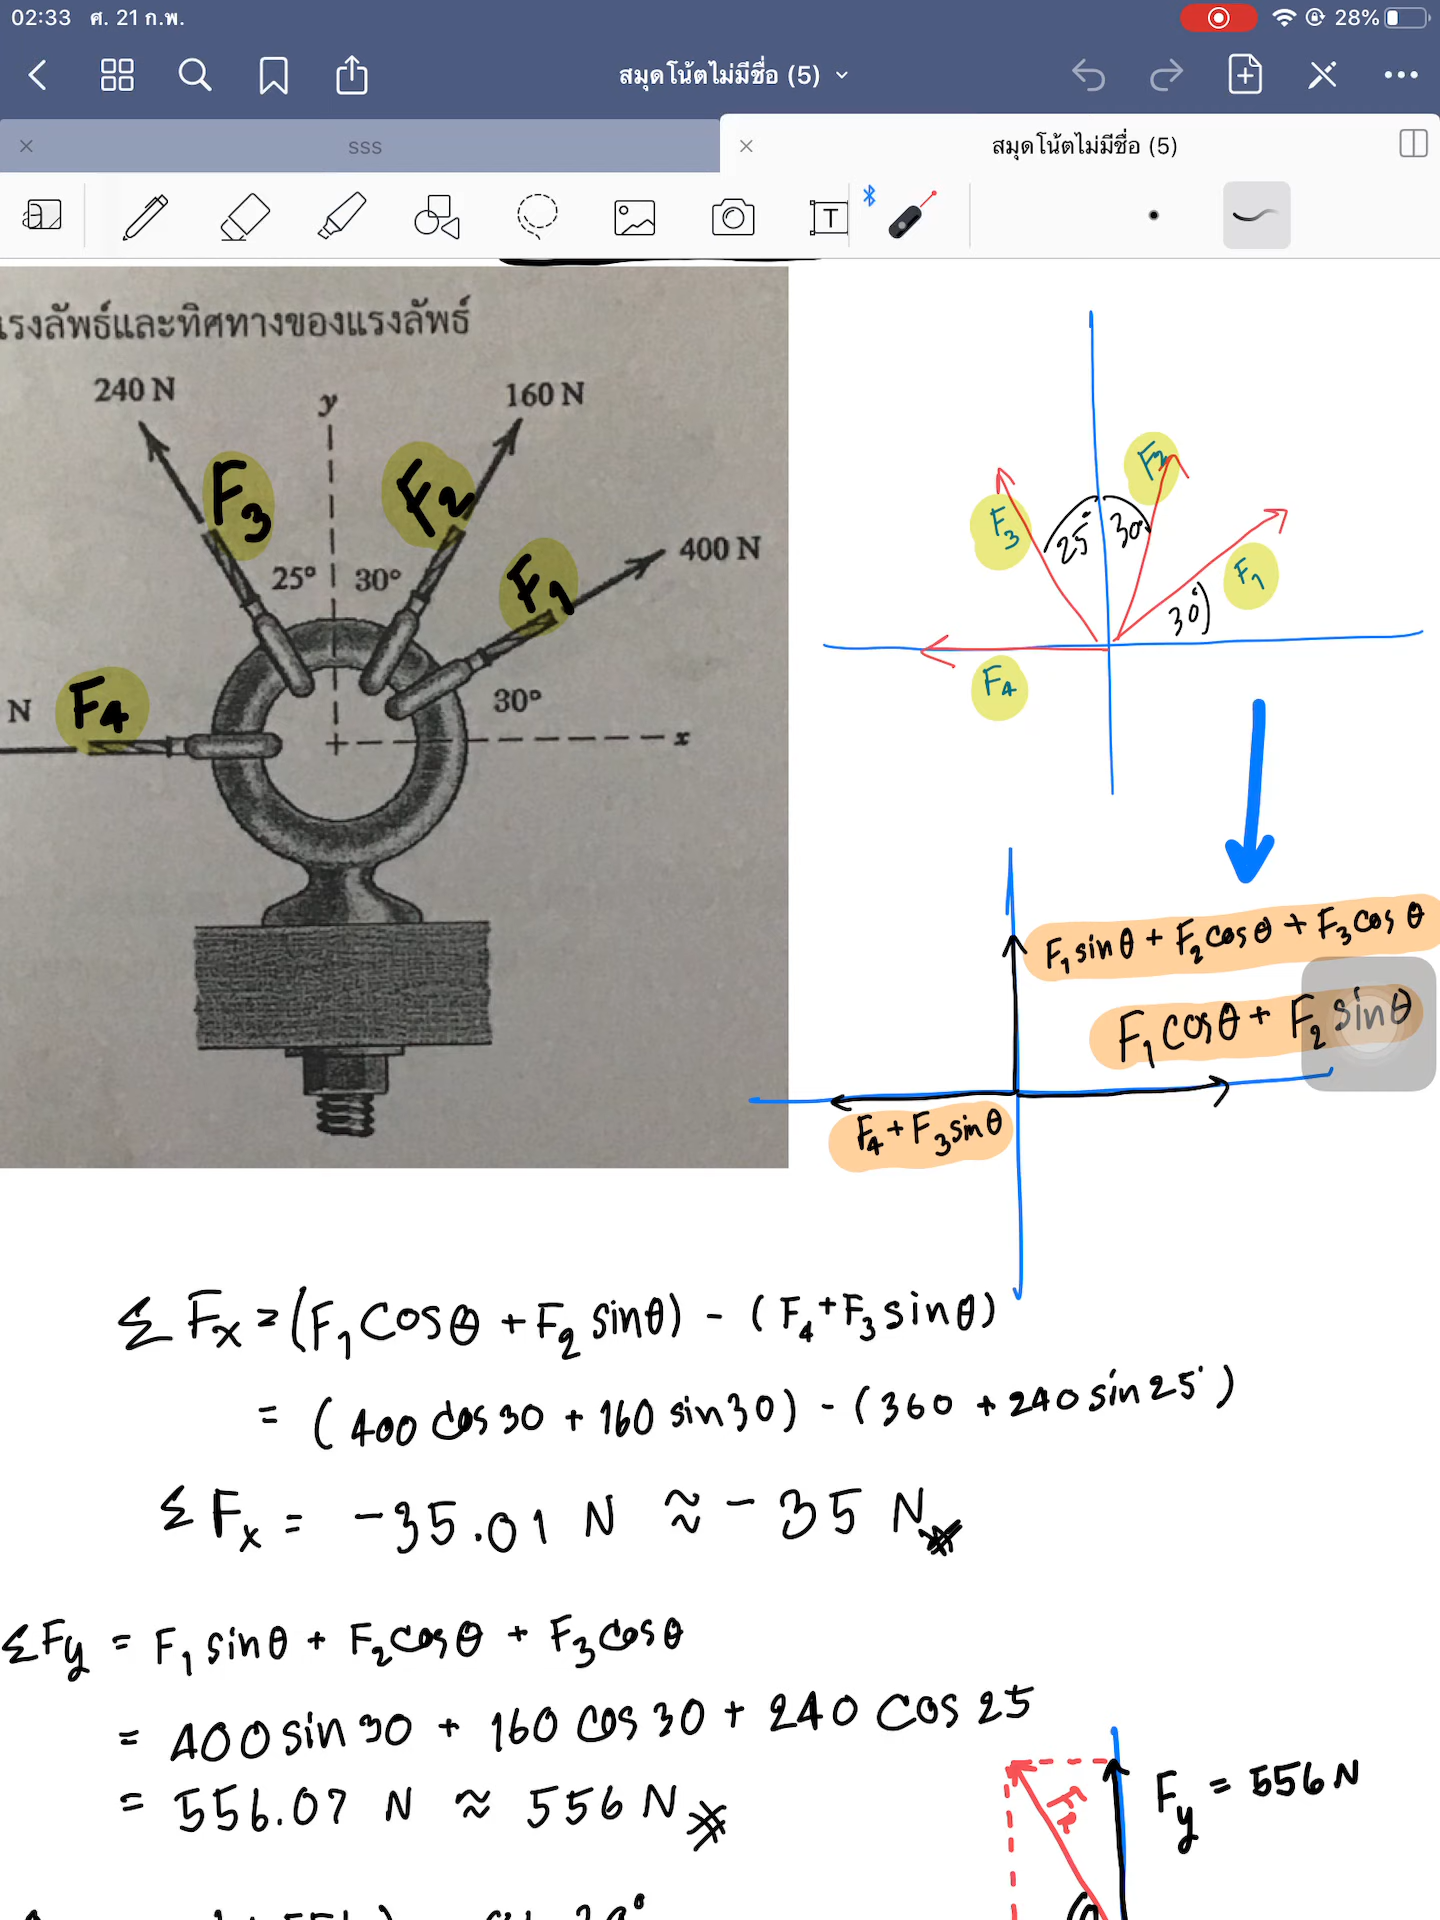 02:33 ศ. 21 ก.พ.
28%
สมุดโน้ตไม่มีชื่อ (5)
sss
สมุดโน้ตไม่มีชื่อ (5)
T
แรงลัพธ์และทิศทางของแรงลัพธ์
240 N
y
160 N
F3
F2
400 N
25°
30°
F1
N
F4
30°
x
F2
F3
25°
30°
F1
30°
F4
F1 sin θ + F2 cos θ + F3 cos θ
F1 cos θ + F2 sin θ
F4 + F3 sin θ
Σ Fx = (F1 cos θ + F2 sin θ) - (F4 + F3 sin θ)
= (400 cos 30 + 160 sin 30) - (360 + 240 sin 25°)
Σ Fx = -35.01 N ≈ -35 N
ΣFy = F1 sin θ + F2 cos θ + F3 cos θ
= 400 sin 30 + 160 cos 30 + 240 cos 25
= 556.07 N ≈ 556 N
Fy = 556 N